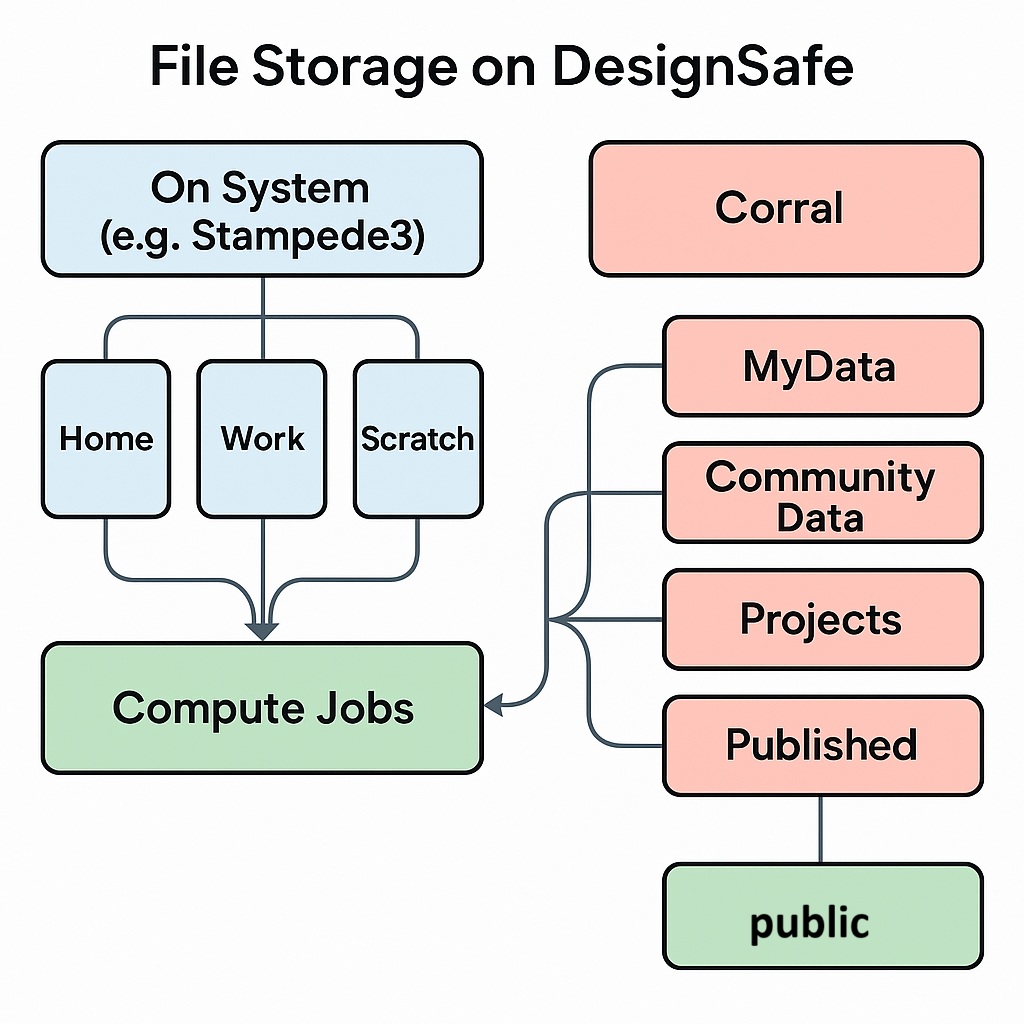 File Storage on DesignSafe
On System
(e.g. Stampede3)
Home
Work
Scratch
Compute Jobs
Corral
MyData
Community
Data
Projects
Published
public